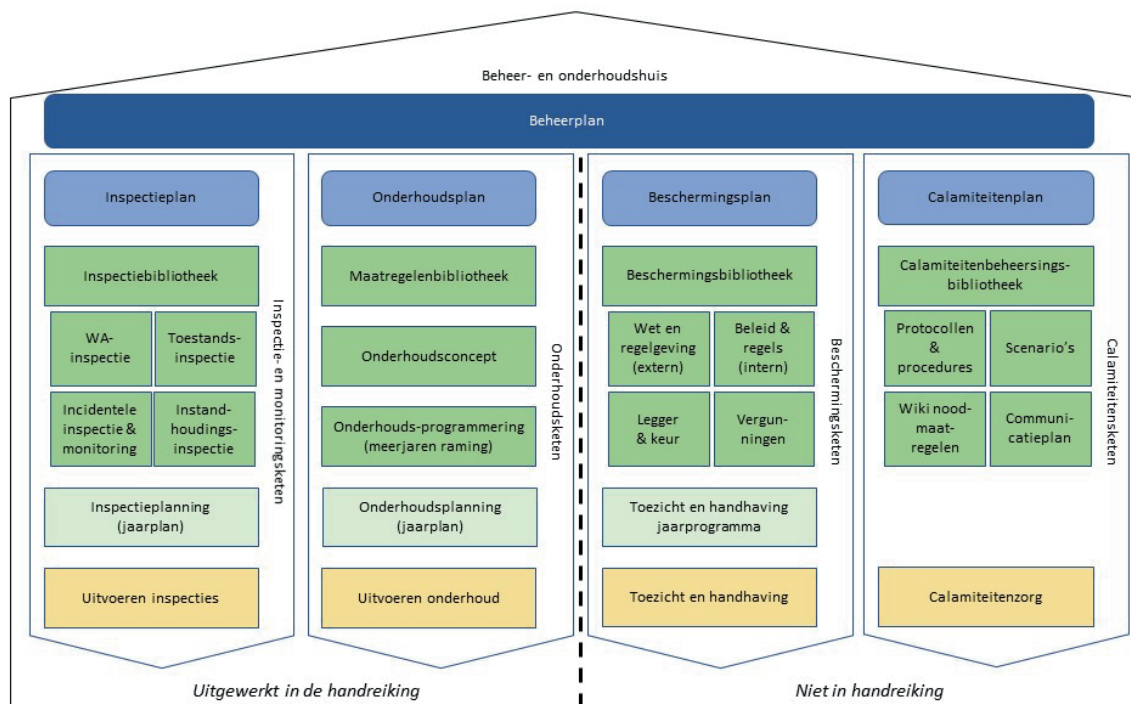 Beheer- en onderhoudshuis
Beheerplan
Inspectieplan
Inspectiebibliotheek
WA-
inspectie
Toestands-
inspectie
Incidentele
inspectie &
monitoring
Instand-
houdings-
inspectie
Inspectieplanning
(jaarplan)
Uitvoeren inspecties
Inspectie- en monitoringsketen
Onderhoudsplan
Maatregelenbibliotheek
Onderhoudsconcept
Onderhouds-programmering
(meerjaren raming)
Onderhoudsplanning
(jaarplan)
Uitvoeren onderhoud
Onderhoudsketen
Beschermingsplan
Beschermingsbibliotheek
Wet en
regelgeving
(extern)
Beleid &
regels
(intern)
Legger
& keur
Vergun-
ningen
Toezicht en handhaving
jaarprogramma
Toezicht en handhaving
Beschermingsketen
Calamiteitenplan
Calamiteitenbeheersings-
bibliotheek
Protocollen
&
procedures
Scenario's
Wiki nood-
maat-
regelen
Communi-
catieplan
Calamiteitenzorg
Calamiteitensketen
Uitgewerkt in de handreiking
Niet in handreiking